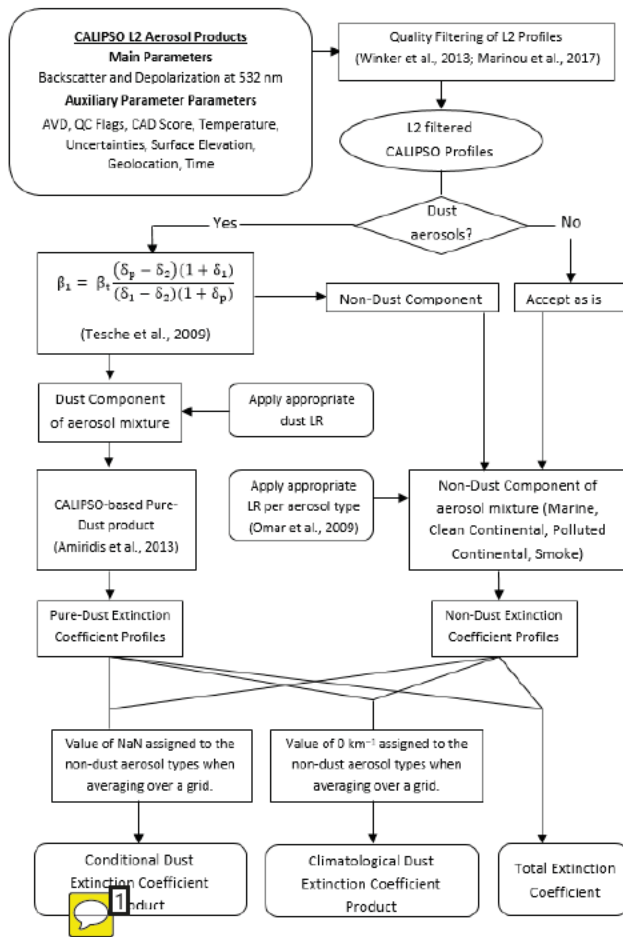 CALIPSO L2 Aerosol Products
Main Parameters
Backscatter and Depolarization at 532 nm
Auxiliary Parameter Parameters
AVD, QC Flags, CAD Score, Temperature,
Uncertainties, Surface Elevation,
Geolocation, Time
Quality Filtering of L2 Profiles
(Winker et al., 2013; Marinou et al., 2017)
L2 filtered
CALIPSO Profiles
Dust
aerosols?
Yes
No
β₁ = βₜ (δₚ − δ₂)(1 + δ₁) / (δ₁ − δ₂)(1 + δₚ)
(Tesche et al., 2009)
Non-Dust Component
Accept as is
Dust Component
of aerosol mixture
Apply appropriate
dust LR
CALIPSO-based Pure-
Dust product
(Amiridis et al., 2013)
Apply appropriate
LR per aerosol type
(Omar et al., 2009)
Non-Dust Component of
aerosol mixture (Marine,
Clean Continental, Polluted
Continental, Smoke)
Pure-Dust Extinction
Coefficient Profiles
Non-Dust Extinction
Coefficient Profiles
Value of NaN assigned to the
non-dust aerosol types when
averaging over a grid.
Value of 0 km⁻¹ assigned to the
non-dust aerosol types when
averaging over a grid.
Conditional Dust
Extinction Coefficient
oduct
1
Climatological Dust
Extinction Coefficient
Product
Total Extinction
Coefficient